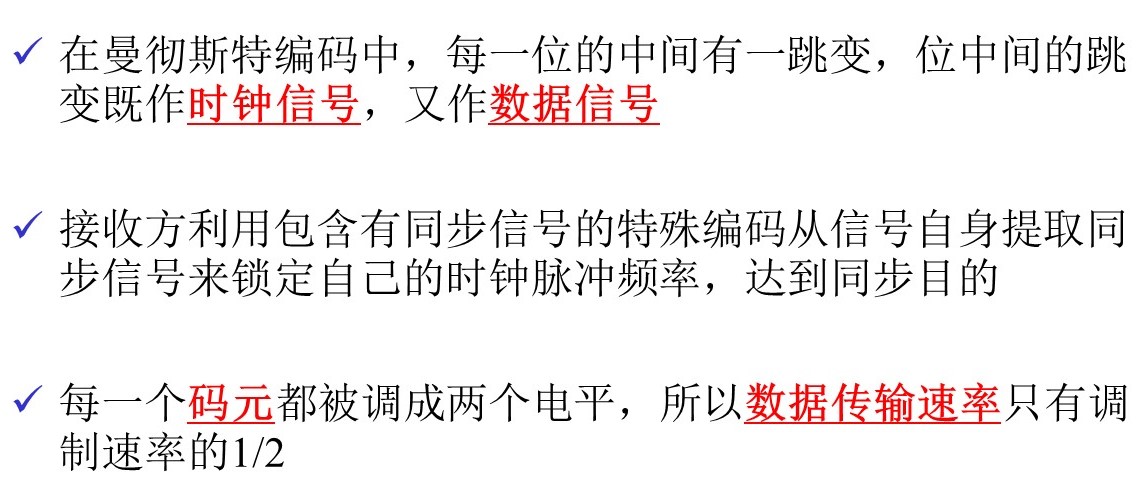 ✓ 在曼彻斯特编码中，每一位的中间有一跳变，位中间的跳
变既作时钟信号，又作数据信号
✓ 接收方利用包含有同步信号的特殊编码从信号自身提取同
步信号来锁定自己的时钟脉冲频率，达到同步目的
✓ 每一个码元都被调成两个电平，所以数据传输速率只有调
制速率的1/2